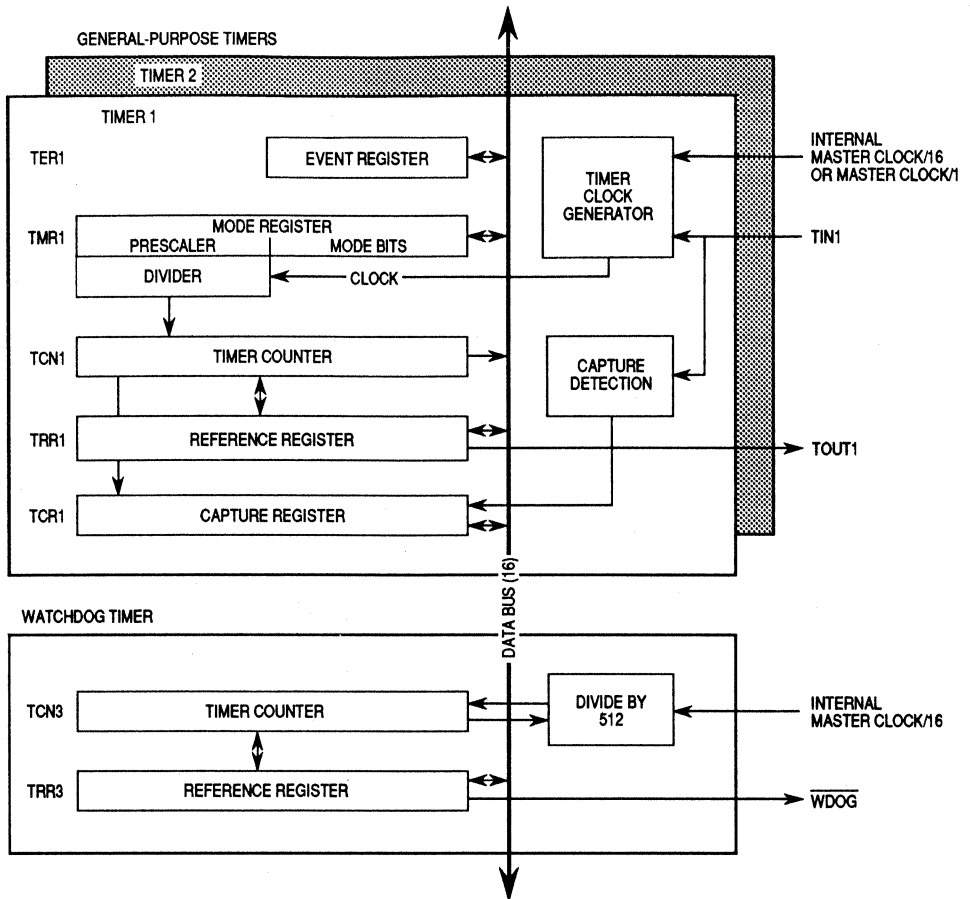 GENERAL-PURPOSE TIMERS
TIMER 2
TIMER 1
TER1
EVENT REGISTER
TIMER
CLOCK
GENERATOR
INTERNAL
MASTER CLOCK/16
OR MASTER CLOCK/1
TMR1
MODE REGISTER
PRESCALER
MODE BITS
TIN1
DIVIDER
CLOCK
TCN1
TIMER COUNTER
CAPTURE
DETECTION
TRR1
REFERENCE REGISTER
TOUT1
TCR1
CAPTURE REGISTER
DATA BUS (16)
WATCHDOG TIMER
TCN3
TIMER COUNTER
DIVIDE BY
512
INTERNAL
MASTER CLOCK/16
TRR3
REFERENCE REGISTER
WDOG